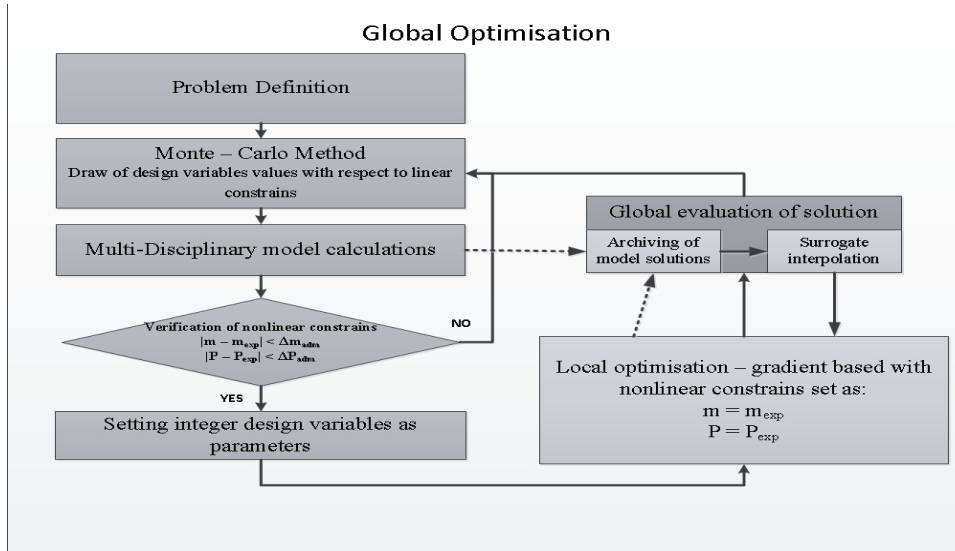 Global Optimisation
Problem Definition
Monte – Carlo Method
Draw of design variables values with respect to linear
constrains
Multi-Disciplinary model calculations
Verification of nonlinear constrains
|m – mexp| < Δmadm
|P – Pexp| < ΔPadm
NO
YES
Setting integer design variables as
parameters
Global evaluation of solution
Archiving of
model solutions
Surrogate
interpolation
Local optimisation – gradient based with
nonlinear constrains set as:
m = mexp
P = Pexp